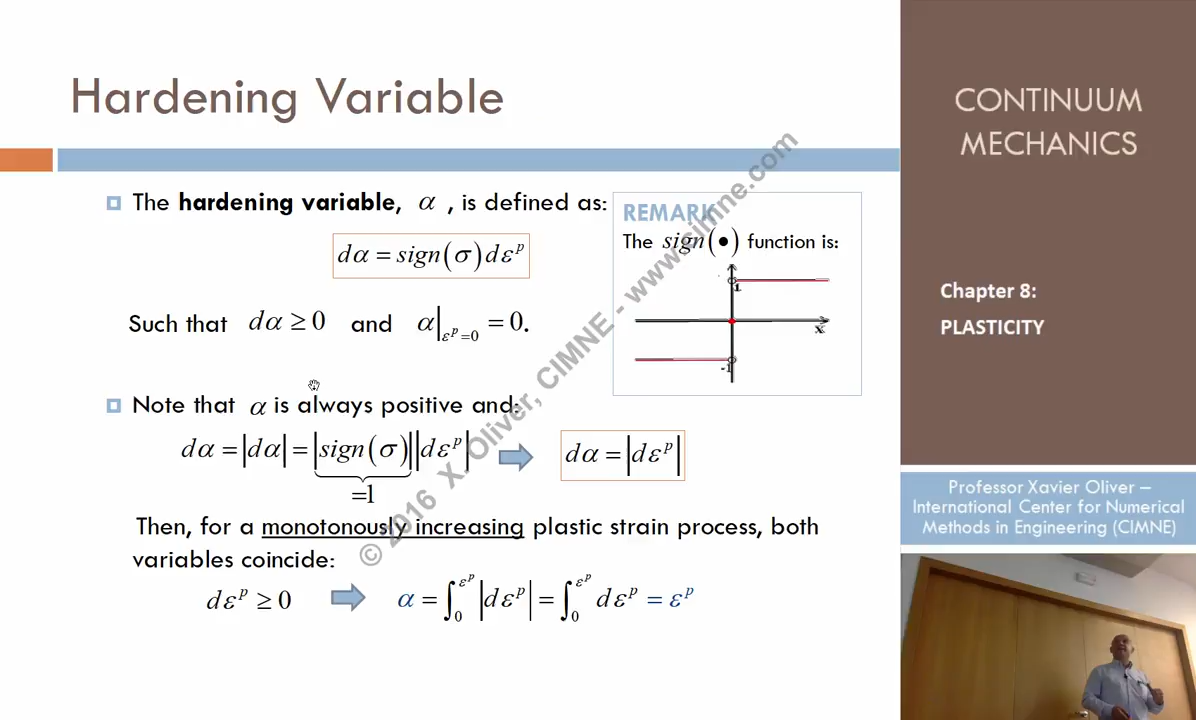 Hardening Variable
The hardening variable, α , is defined as:
dα = sign(σ)dε^p
Such that dα ≥ 0 and α|_{ε^p=0} = 0.
REMARK
The sign(•) function is:
1
x
-1
Note that α is always positive and:
dα = |dα| = |sign(σ)||dε^p|
=1
dα = |dε^p|
Then, for a monotonously increasing plastic strain process, both
variables coincide:
dε^p ≥ 0
α = ∫_0^{ε^p} |dε^p| = ∫_0^{ε^p} dε^p = ε^p
© 2016 X. Oliver, CIMNE - www.cimne.com
CONTINUUM
MECHANICS
Chapter 8:
PLASTICITY
Professor Xavier Oliver –
International Center for Numerical
Methods in Engineering (CIMNE)